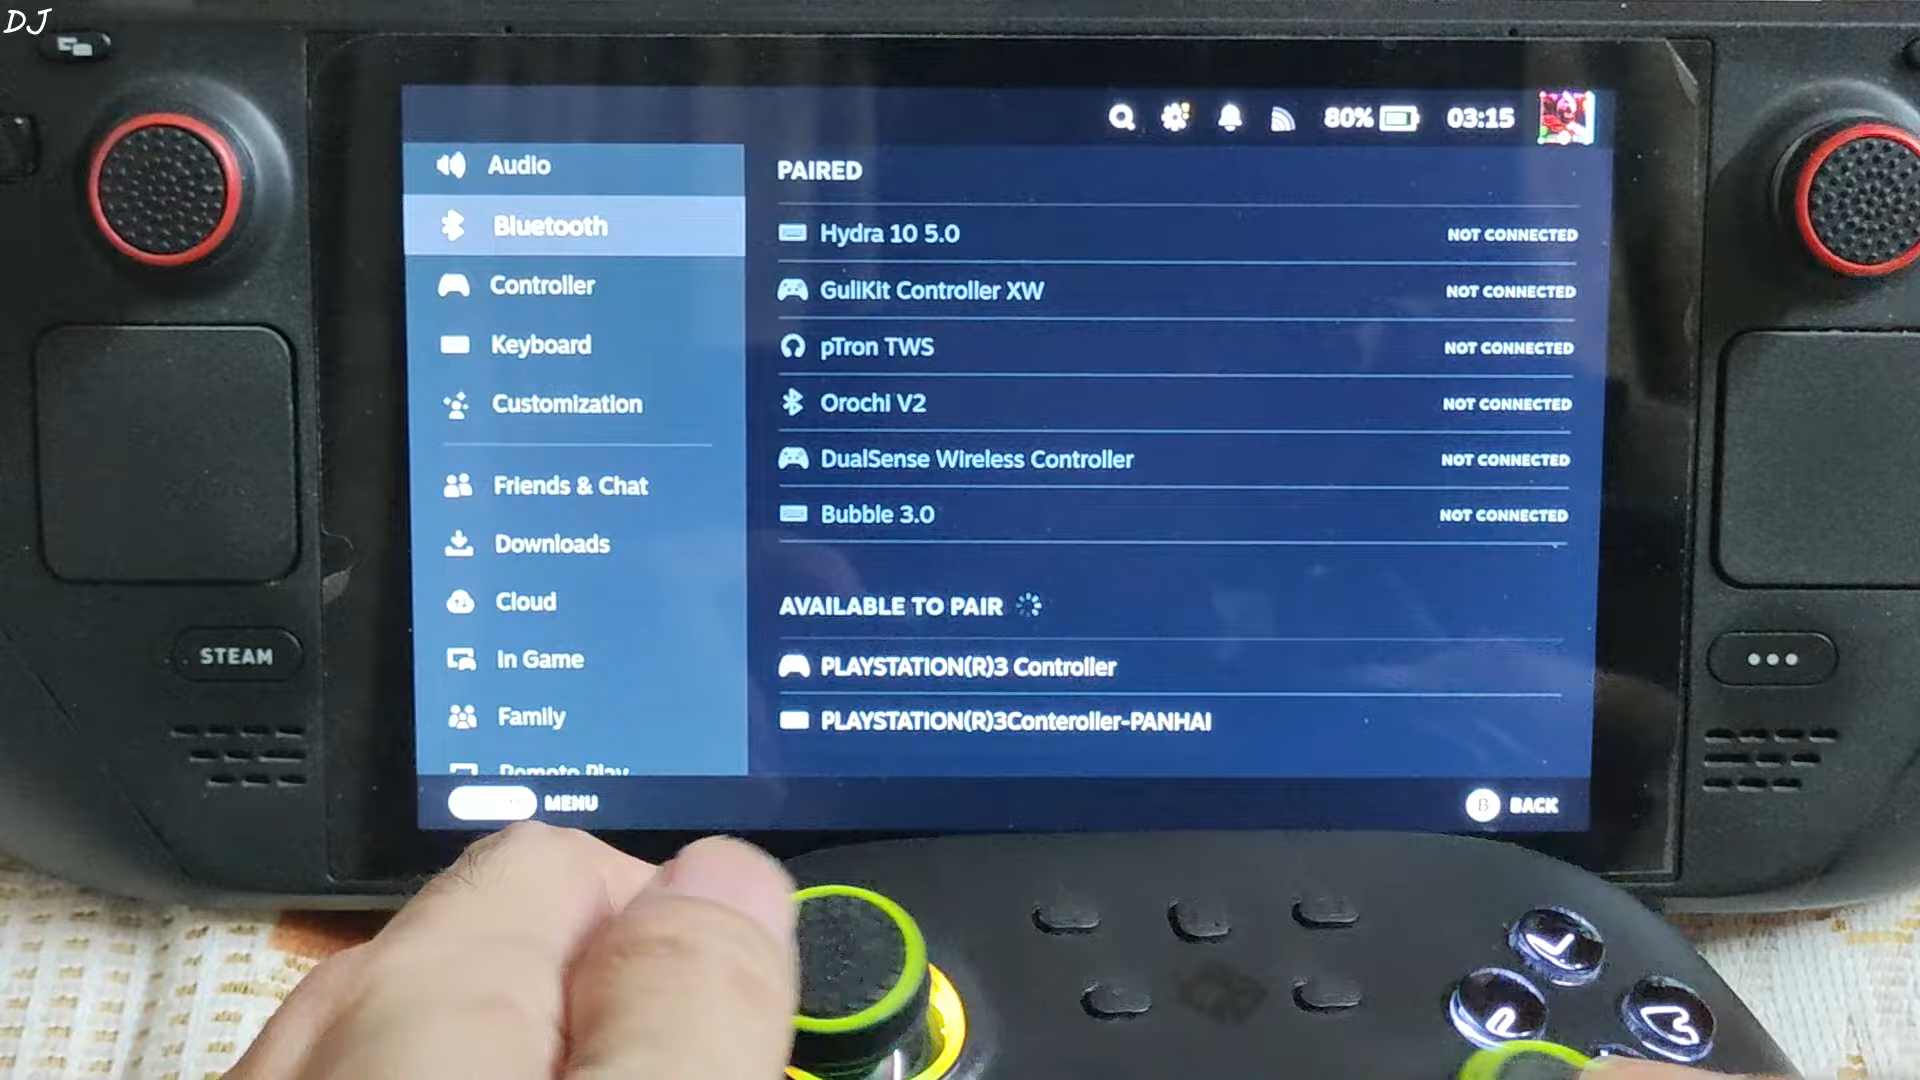 DJ
80% 03:15
Audio
Bluetooth
Controller
Keyboard
Customization
Friends & Chat
Downloads
Cloud
In Game
Family
Remote Play
PAIRED
Hydra 10 5.0 NOT CONNECTED
GuliKit Controller XW NOT CONNECTED
pTron TWS NOT CONNECTED
Orochi V2 NOT CONNECTED
DualSense Wireless Controller NOT CONNECTED
Bubble 3.0 NOT CONNECTED
AVAILABLE TO PAIR
PLAYSTATION(R)3 Controller
PLAYSTATION(R)3Conteroller-PANHAI
MENU
B BACK
STEAM